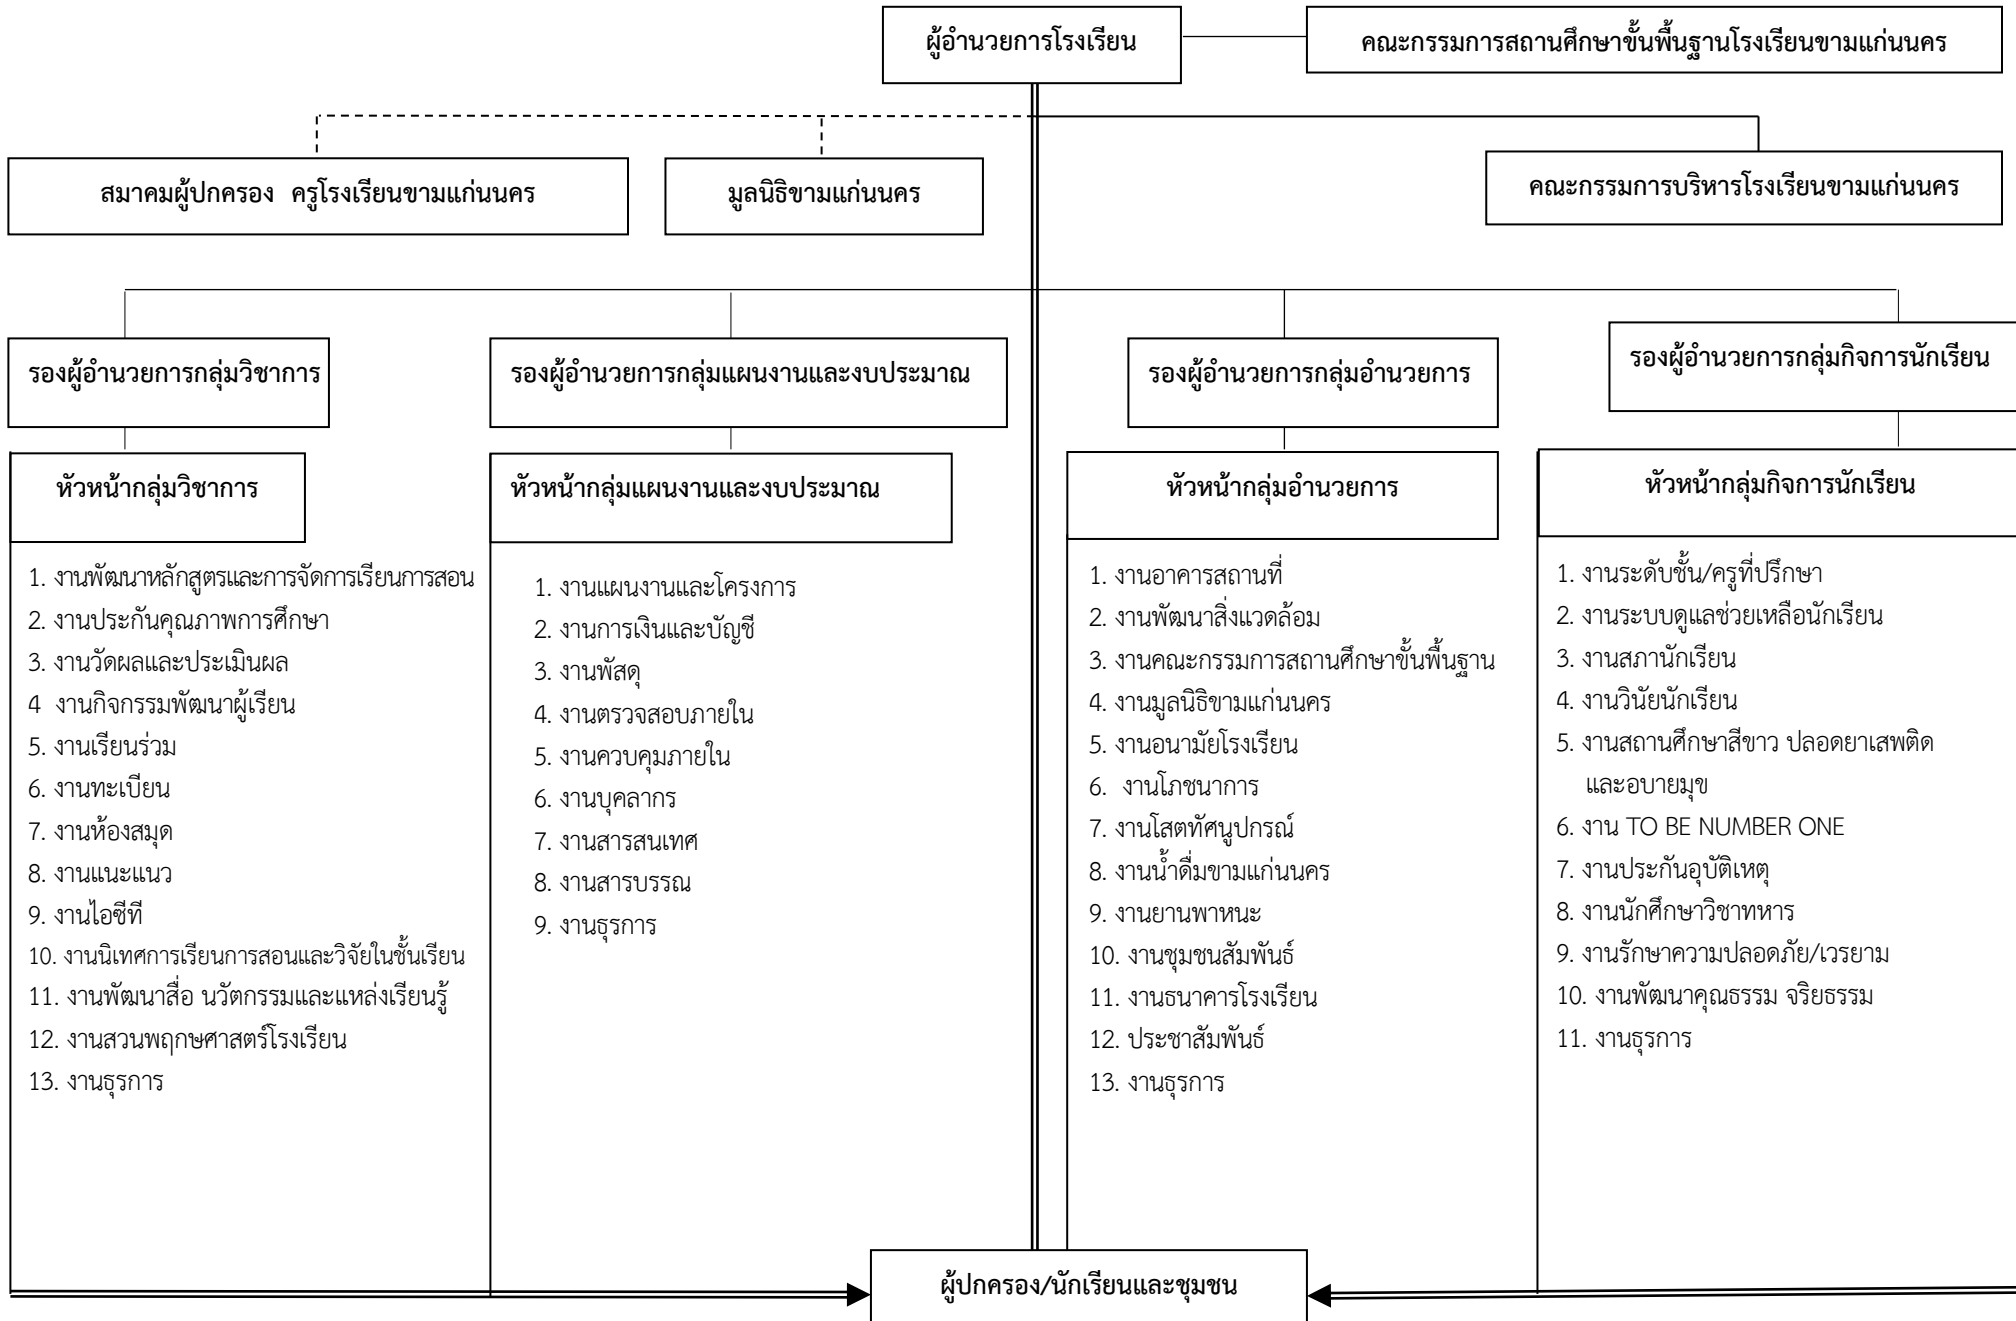 ผู้อำนวยการโรงเรียน
คณะกรรมการสถานศึกษาขั้นพื้นฐานโรงเรียนขามแก่นนคร
สมาคมผู้ปกครอง ครูโรงเรียนขามแก่นนคร
มูลนิธิขามแก่นนคร
คณะกรรมการบริหารโรงเรียนขามแก่นนคร
รองผู้อำนวยการกลุ่มวิชาการ
รองผู้อำนวยการกลุ่มแผนงานและงบประมาณ
รองผู้อำนวยการกลุ่มอำนวยการ
รองผู้อำนวยการกลุ่มกิจการนักเรียน
หัวหน้ากลุ่มวิชาการ
1. งานพัฒนาหลักสูตรและการจัดการเรียนการสอน
2. งานประกันคุณภาพการศึกษา
3. งานวัดผลและประเมินผล
4 งานกิจกรรมพัฒนาผู้เรียน
5. งานเรียนร่วม
6. งานทะเบียน
7. งานห้องสมุด
8. งานแนะแนว
9. งานไอซีที
10. งานนิเทศการเรียนการสอนและวิจัยในชั้นเรียน
11. งานพัฒนาสื่อ นวัตกรรมและแหล่งเรียนรู้
12. งานสวนพฤกษศาสตร์โรงเรียน
13. งานธุรการ
หัวหน้ากลุ่มแผนงานและงบประมาณ
1. งานแผนงานและโครงการ
2. งานการเงินและบัญชี
3. งานพัสดุ
4. งานตรวจสอบภายใน
5. งานควบคุมภายใน
6. งานบุคลากร
7. งานสารสนเทศ
8. งานสารบรรณ
9. งานธุรการ
หัวหน้ากลุ่มอำนวยการ
1. งานอาคารสถานที่
2. งานพัฒนาสิ่งแวดล้อม
3. งานคณะกรรมการสถานศึกษาขั้นพื้นฐาน
4. งานมูลนิธิขามแก่นนคร
5. งานอนามัยโรงเรียน
6. งานโภชนาการ
7. งานโสตทัศนูปกรณ์
8. งานน้ำดื่มขามแก่นนคร
9. งานยานพาหนะ
10. งานชุมชนสัมพันธ์
11. งานธนาคารโรงเรียน
12. ประชาสัมพันธ์
13. งานธุรการ
หัวหน้ากลุ่มกิจการนักเรียน
1. งานระดับชั้น/ครูที่ปรึกษา
2. งานระบบดูแลช่วยเหลือนักเรียน
3. งานสภานักเรียน
4. งานวินัยนักเรียน
5. งานสถานศึกษาสีขาว ปลอดยาเสพติด
และอบายมุข
6. งาน TO BE NUMBER ONE
7. งานประกันอุบัติเหตุ
8. งานนักศึกษาวิชาทหาร
9. งานรักษาความปลอดภัย/เวรยาม
10. งานพัฒนาคุณธรรม จริยธรรม
11. งานธุรการ
ผู้ปกครอง/นักเรียนและชุมชน